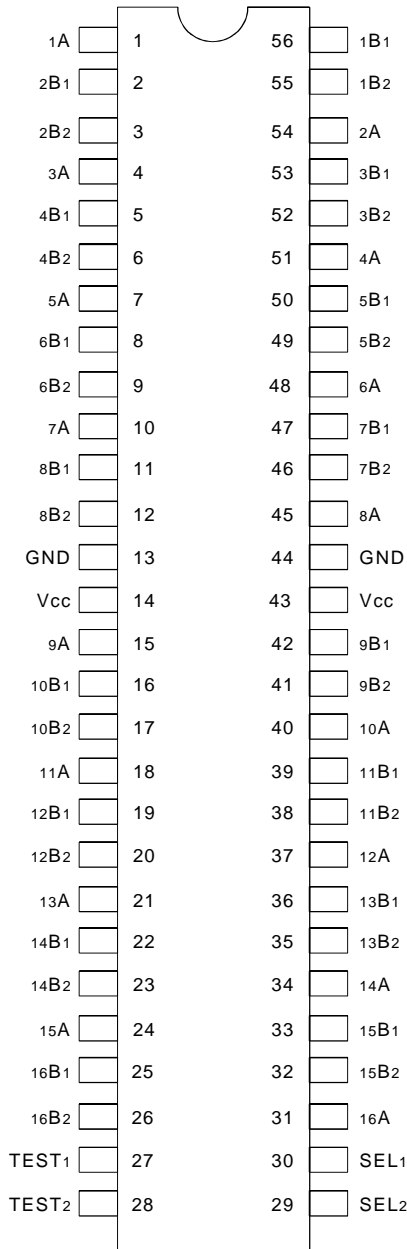 1A 1 56 1B1
2B1 2 55 1B2
2B2 3 54 2A
3A 4 53 3B1
4B1 5 52 3B2
4B2 6 51 4A
5A 7 50 5B1
6B1 8 49 5B2
6B2 9 48 6A
7A 10 47 7B1
8B1 11 46 7B2
8B2 12 45 8A
GND 13 44 GND
Vcc 14 43 Vcc
9A 15 42 9B1
10B1 16 41 9B2
10B2 17 40 10A
11A 18 39 11B1
12B1 19 38 11B2
12B2 20 37 12A
13A 21 36 13B1
14B1 22 35 13B2
14B2 23 34 14A
15A 24 33 15B1
16B1 25 32 15B2
16B2 26 31 16A
TEST1 27 30 SEL1
TEST2 28 29 SEL2